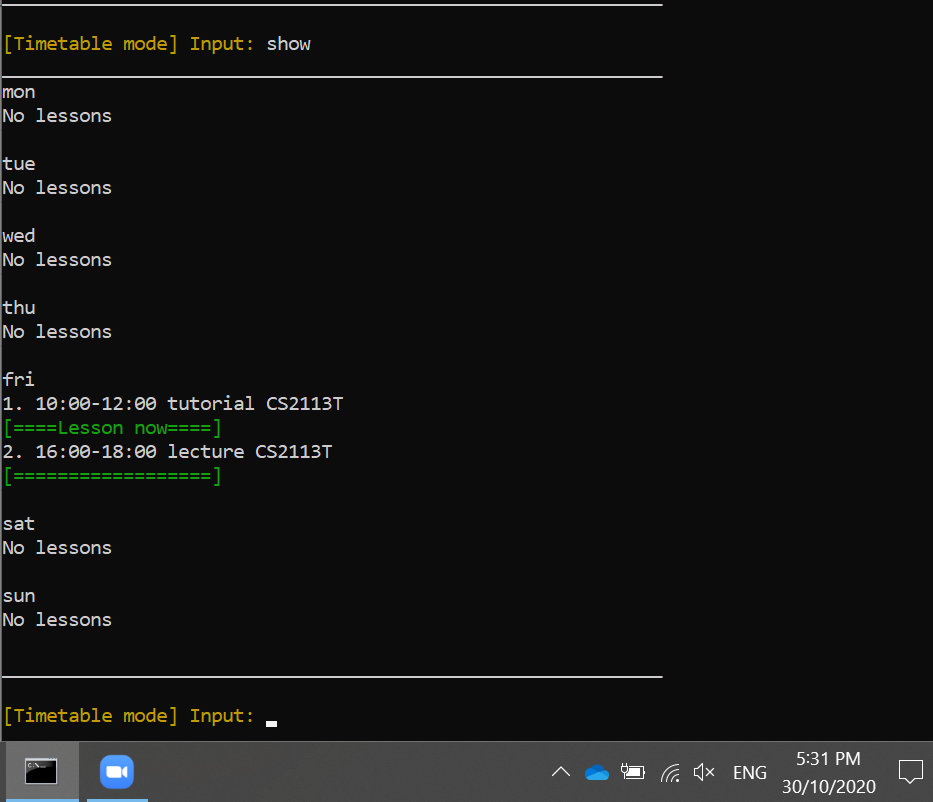 [Timetable mode] Input: show
mon
No lessons
tue
No lessons
wed
No lessons
thu
No lessons
fri
1. 10:00-12:00 tutorial CS2113T
[====Lesson now====]
2. 16:00-18:00 lecture CS2113T
[==================]
sat
No lessons
sun
No lessons
[Timetable mode] Input:
ENG
5:31 PM
30/10/2020